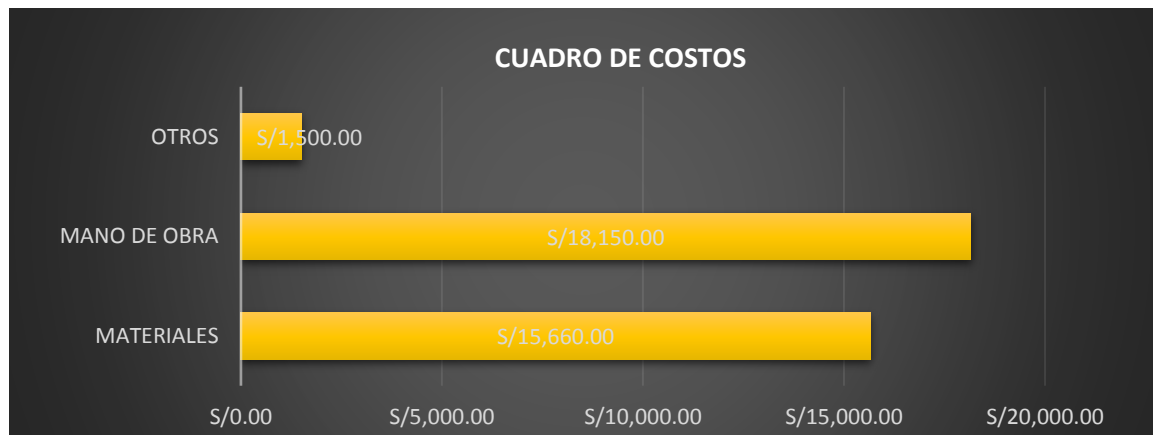 CUADRO DE COSTOS
OTROS
S/1,500.00
MANO DE OBRA
S/18,150.00
MATERIALES
S/15,660.00
S/0.00 S/5,000.00 S/10,000.00 S/15,000.00 S/20,000.00